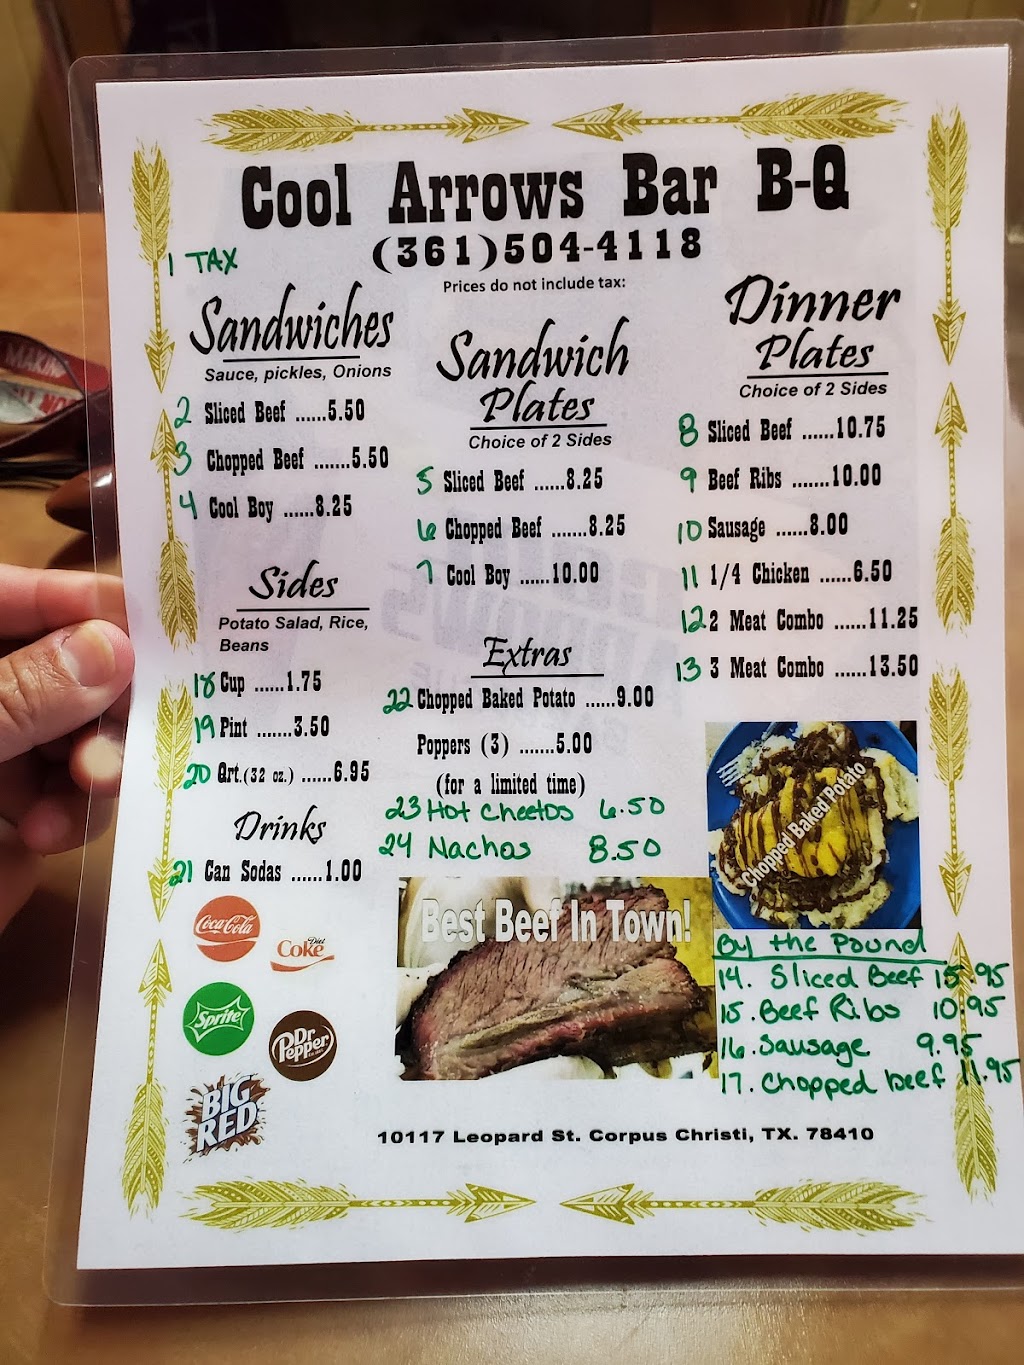 Cool Arrows Bar B-Q
(361)504-4118
Prices do not include tax:
1 TAX
Sandwiches
Sauce, pickles, Onions
2 Sliced Beef ......5.50
3 Chopped Beef .......5.50
4 Cool Boy ......8.25
Sandwich
Plates
Choice of 2 Sides
5 Sliced Beef ......8.25
6 Chopped Beef .......8.25
7 Cool Boy ......10.00
Dinner
Plates
Choice of 2 Sides
8 Sliced Beef ......10.75
9 Beef Ribs .......10.00
10 Sausage ......8.00
11 1/4 Chicken ......6.50
12 2 Meat Combo ......11.25
13 3 Meat Combo ......13.50
Sides
Potato Salad, Rice,
Beans
18 Cup ......1.75
19 Pint .......3.50
20 Qrt.(32 oz.) ......6.95
Drinks
21 Can Sodas ......1.00
Coca-Cola
Diet
Coke
Sprite
Dr
Pepper
BIG
RED
Extras
22 Chopped Baked Potato ......9.00
Poppers (3) .......5.00
(for a limited time)
23 Hot Cheetos 6.50
24 Nachos 8.50
Best Beef In Town!
Chopped Baked Potato
By the Pound
14. Sliced Beef 15.95
15. Beef Ribs 10.95
16. Sausage 9.95
17. Chopped beef 11.95
10117 Leopard St. Corpus Christi, TX. 78410